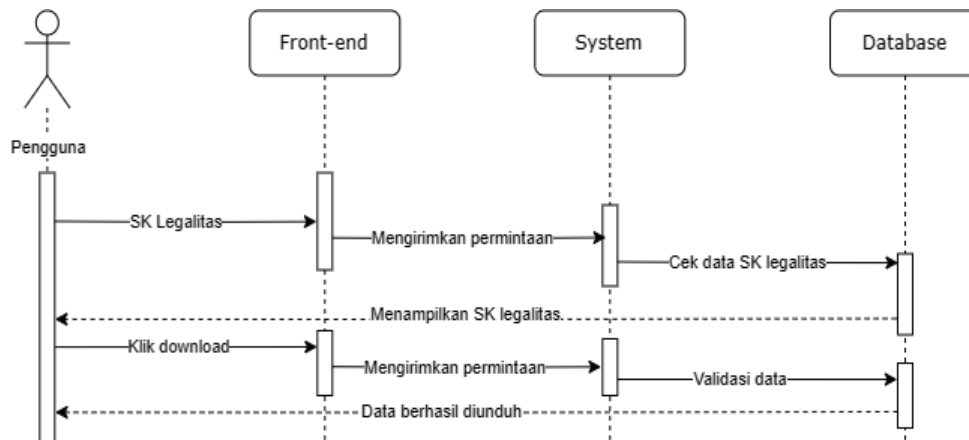 Front-end
System
Database
Pengguna
SK Legalitas
Mengirimkan permintaan
Cek data SK legalitas
Menampilkan SK legalitas
Klik download
Mengirimkan permintaan
Validasi data
Data berhasil diunduh